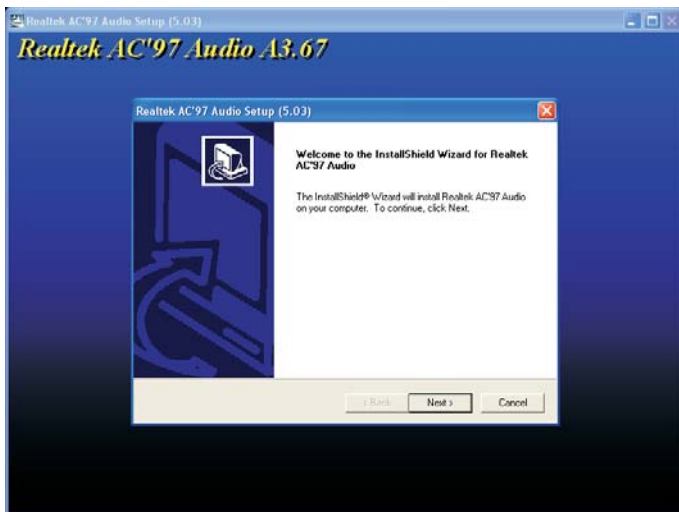 Realtek AC'97 Audio Setup (5.03)
Realtek AC'97 Audio A3.67
Realtek AC'97 Audio Setup (5.03)
Welcome to the InstallShield Wizard for Realtek
AC'97 Audio
The InstallShield® Wizard will install Realtek AC'97 Audio
on your computer. To continue, click Next.
< Back Next > Cancel